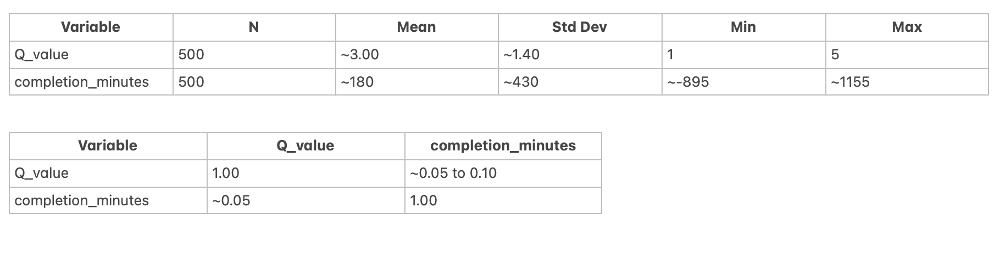 Variable N Mean Std Dev Min Max
Q_value 500 ~3.00 ~1.40 1 5
completion_minutes 500 ~180 ~430 ~-895 ~1155
Variable Q_value completion_minutes
Q_value 1.00 ~0.05 to 0.10
completion_minutes ~0.05 1.00